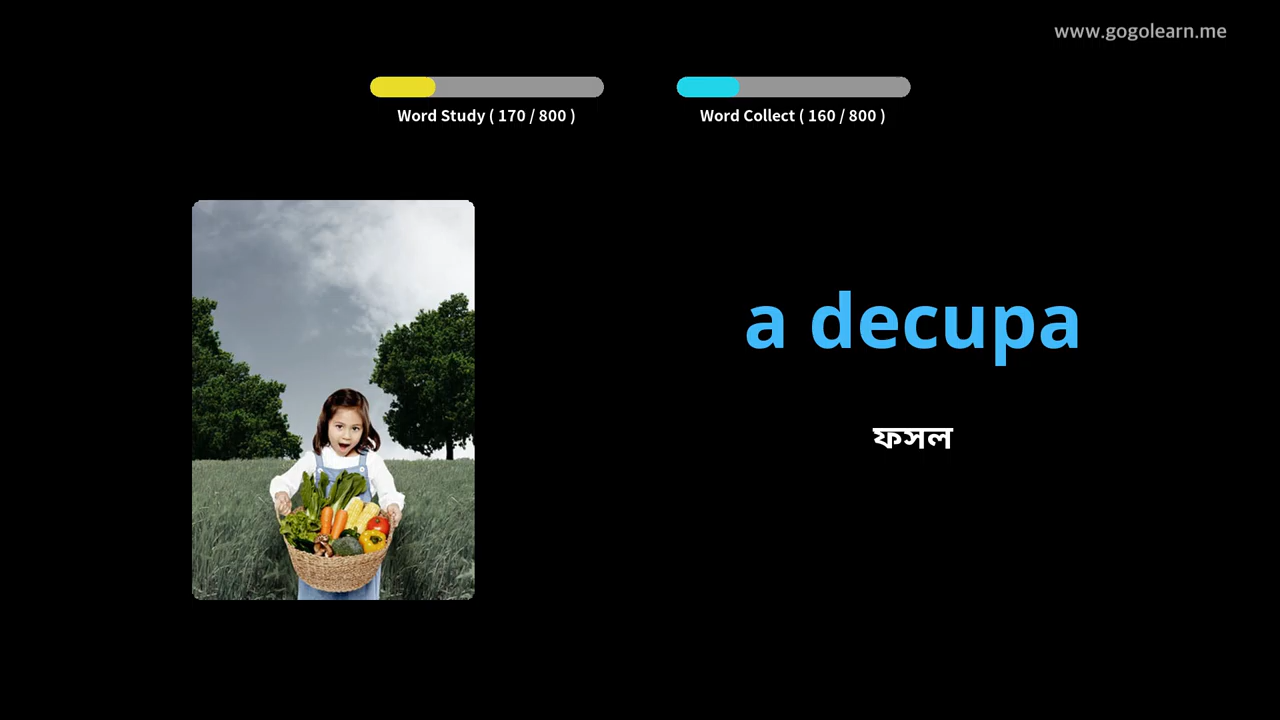 www.gogolearn.me
Word Study ( 170 / 800 )
Word Collect ( 160 / 800 )
a decupa
ফসল